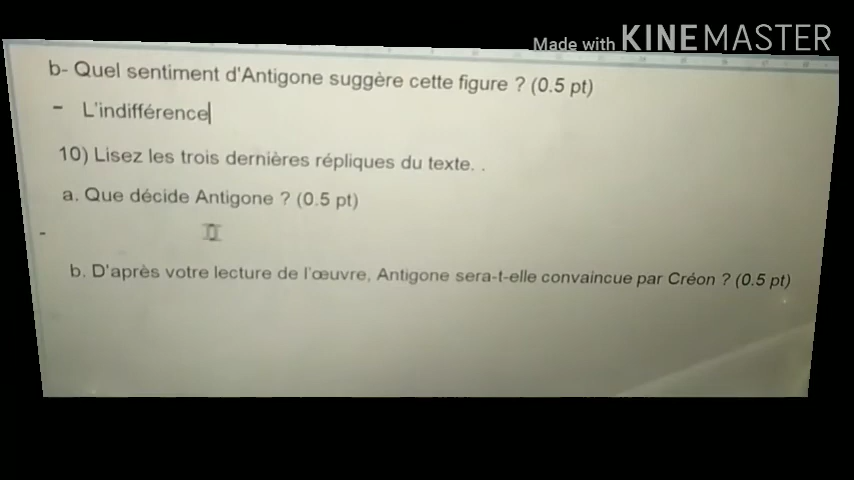 Made with KINEMASTER
b- Quel sentiment d'Antigone suggère cette figure ? (0.5 pt)
- L'indifférence
10) Lisez les trois dernières répliques du texte. .
a. Que décide Antigone ? (0.5 pt)
-
b. D'après votre lecture de l'œuvre, Antigone sera-t-elle convaincue par Créon ? (0.5 pt)